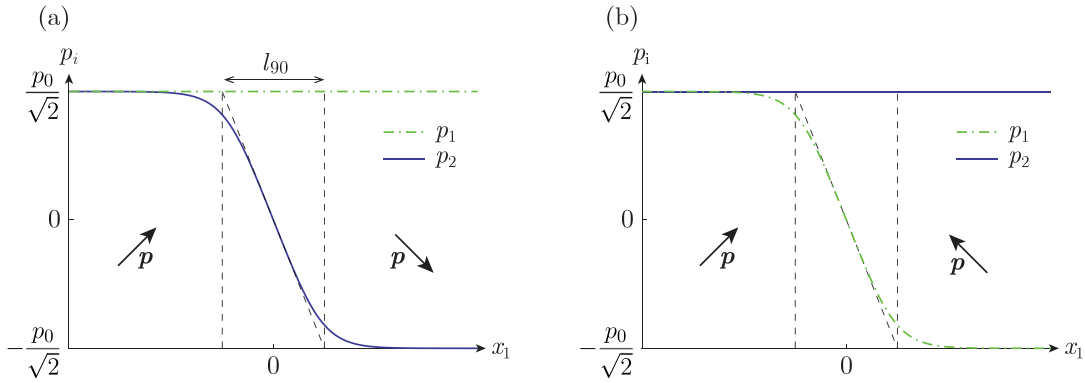 (a)
p_i
p_0/√2
l_90
p_1
p_2
0
p
p
-p_0/√2
0
x_1
(b)
p_i
p_0/√2
p_1
p_2
0
p
p
-p_0/√2
0
x_1